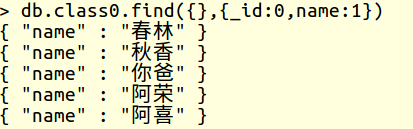 > db.class0.find({},{_id:0,name:1})
{ "name" : "春林" }
{ "name" : "秋香" }
{ "name" : "你爸" }
{ "name" : "阿荣" }
{ "name" : "阿喜" }